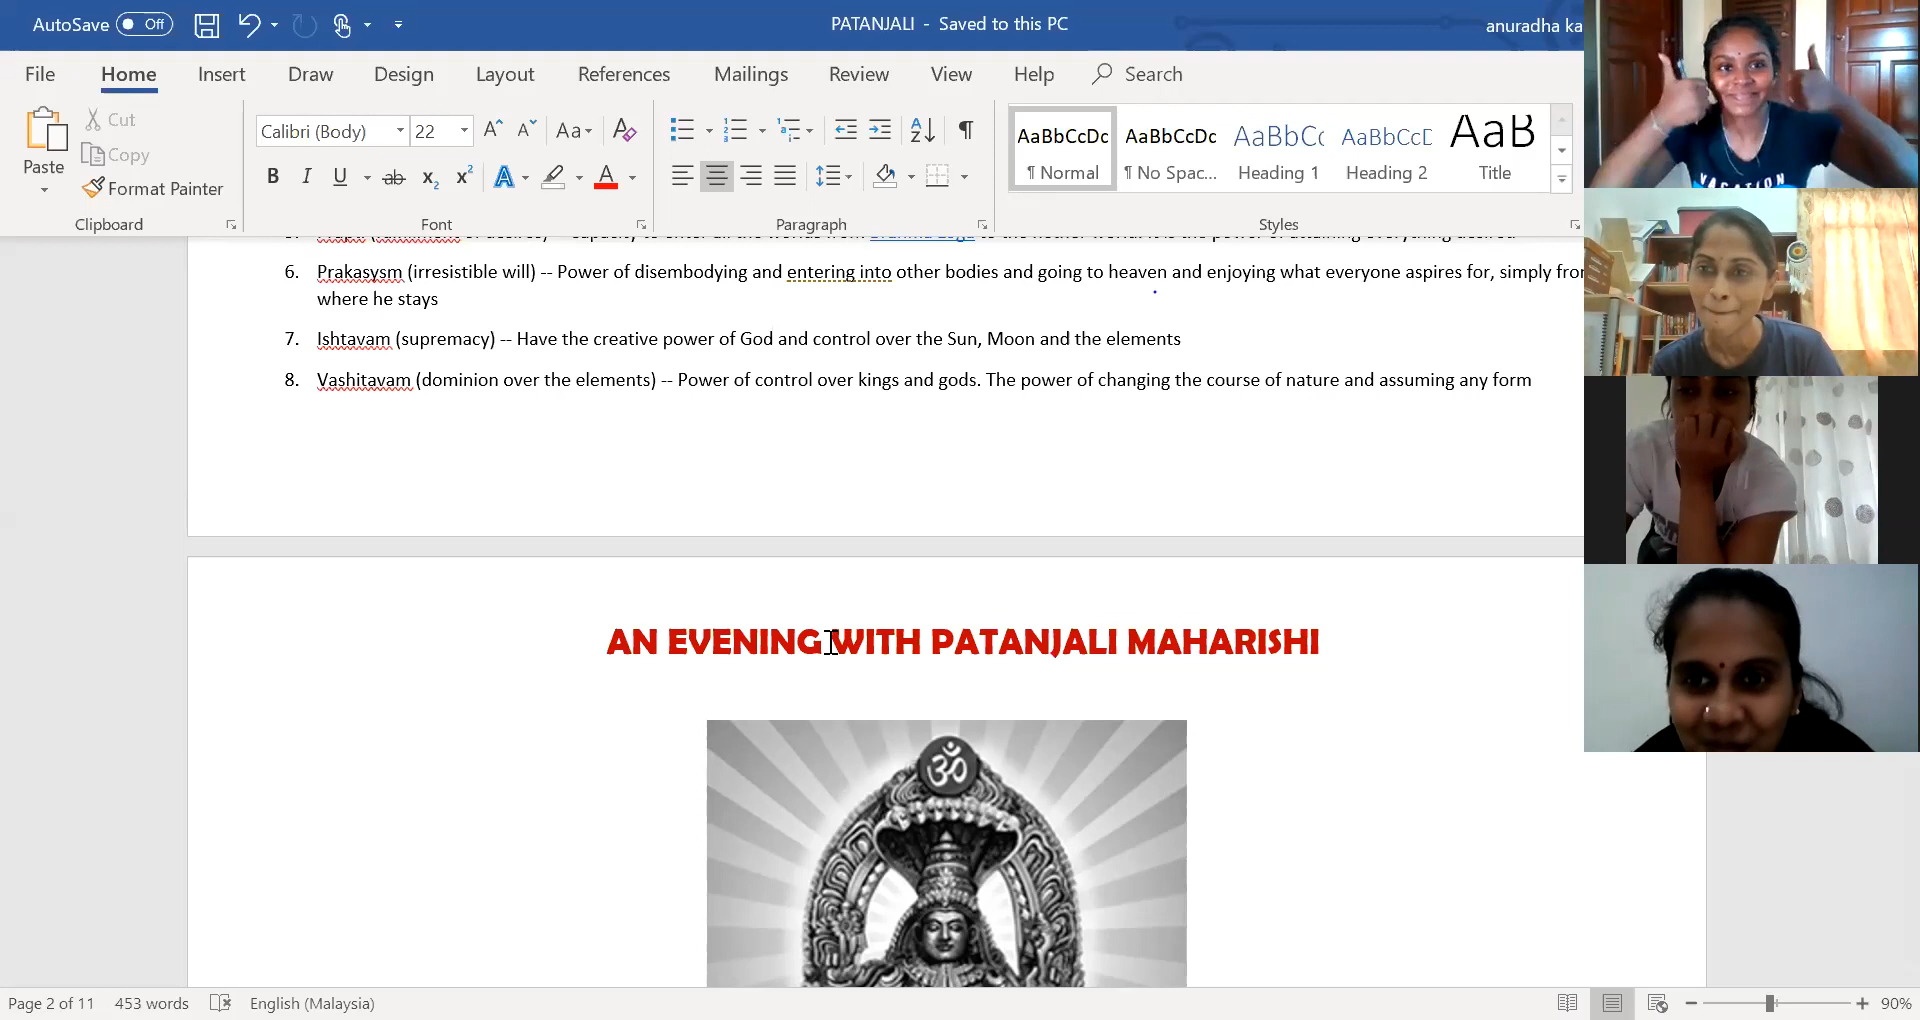 AutoSave Off PATANJALI - Saved to this PC anuradha ka
File Home Insert Draw Design Layout References Mailings Review View Help Search
Paste Cut Copy Format Painter
Calibri (Body) 22
AaBbCcDc AaBbCcDc AaBbC AaBbCcD AaB
¶ Normal ¶ No Spac... Heading 1 Heading 2 Title
Clipboard Font Paragraph Styles
6. Prakasysm (irresistible will) -- Power of disembodying and entering into other bodies and going to heaven and enjoying what everyone aspires for, simply from
where he stays
7. Ishtavam (supremacy) -- Have the creative power of God and control over the Sun, Moon and the elements
8. Vashitavam (dominion over the elements) -- Power of control over kings and gods. The power of changing the course of nature and assuming any form
AN EVENING WITH PATANJALI MAHARISHI
ॐ
VACATION
Page 2 of 11 453 words English (Malaysia) 90%